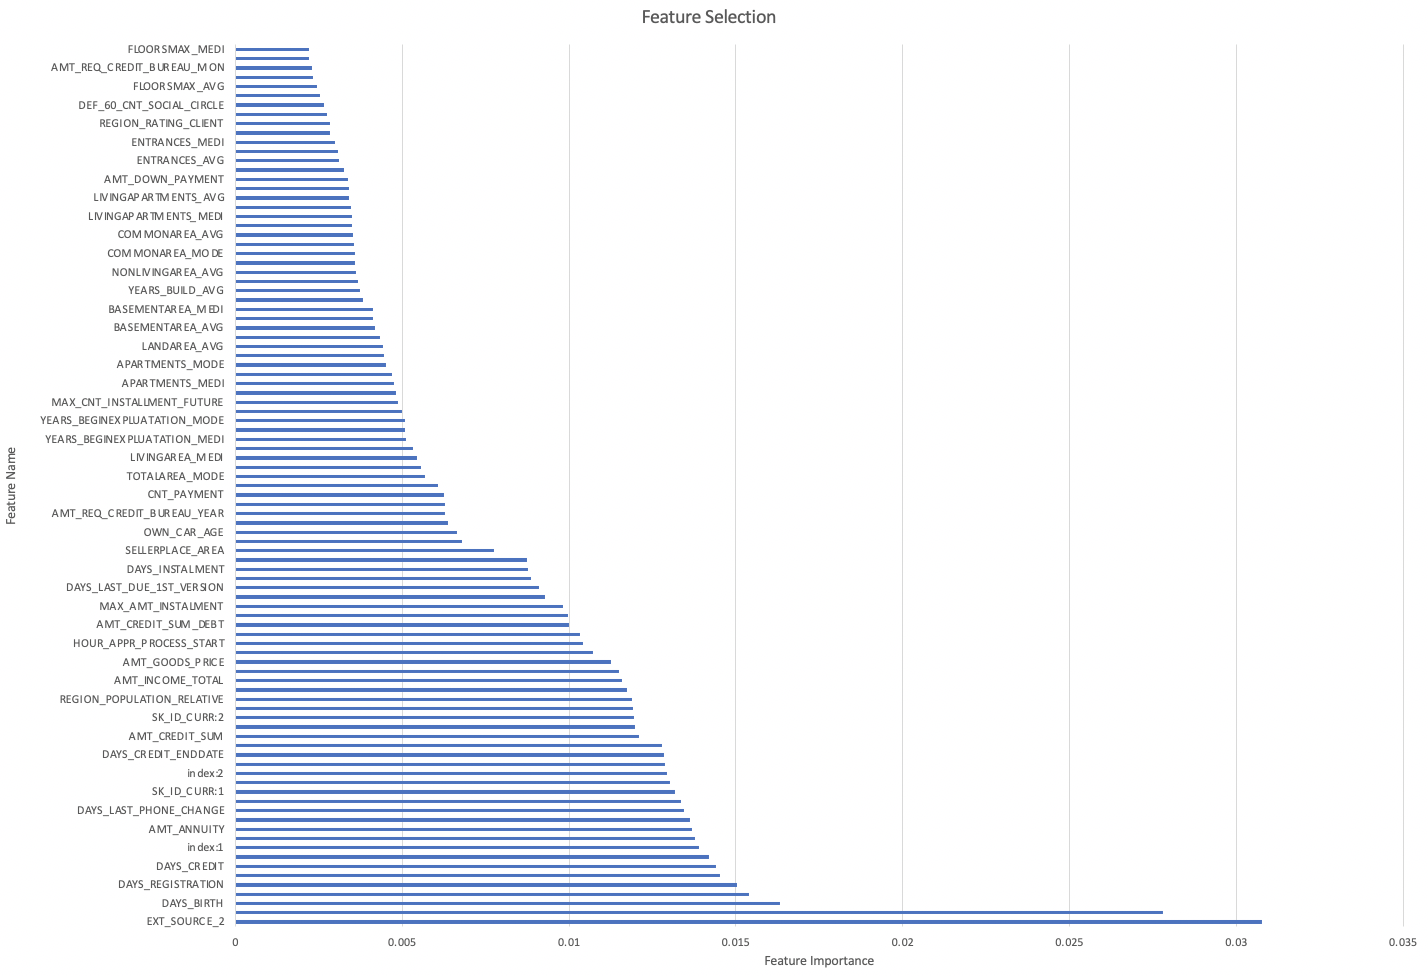 Feature Selection
FLOORSMAX_MEDI
AMT_REQ_CREDIT_BUREAU_MON
FLOORSMAX_AVG
DEF_60_CNT_SOCIAL_CIRCLE
REGION_RATING_CLIENT
ENTRANCES_MEDI
ENTRANCES_AVG
AMT_DOWN_PAYMENT
LIVINGAPARTMENTS_AVG
LIVINGAPARTMENTS_MEDI
COMMONAREA_AVG
COMMONAREA_MODE
NONLIVINGAREA_AVG
YEARS_BUILD_AVG
BASEMENTAREA_MEDI
BASEMENTAREA_AVG
LANDAREA_AVG
APARTMENTS_MODE
APARTMENTS_MEDI
MAX_CNT_INSTALLMENT_FUTURE
YEARS_BEGINEXPLUATATION_MODE
YEARS_BEGINEXPLUATATION_MEDI
LIVINGAREA_MEDI
TOTALAREA_MODE
CNT_PAYMENT
AMT_REQ_CREDIT_BUREAU_YEAR
OWN_CAR_AGE
SELLERPLACE_AREA
DAYS_INSTALMENT
DAYS_LAST_DUE_1ST_VERSION
MAX_AMT_INSTALMENT
AMT_CREDIT_SUM_DEBT
HOUR_APPR_PROCESS_START
AMT_GOODS_PRICE
AMT_INCOME_TOTAL
REGION_POPULATION_RELATIVE
SK_ID_CURR:2
AMT_CREDIT_SUM
DAYS_CREDIT_ENDDATE
index:2
SK_ID_CURR:1
DAYS_LAST_PHONE_CHANGE
AMT_ANNUITY
index:1
DAYS_CREDIT
DAYS_REGISTRATION
DAYS_BIRTH
EXT_SOURCE_2
Feature Name
0 0.005 0.01 0.015 0.02 0.025 0.03 0.035
Feature Importance